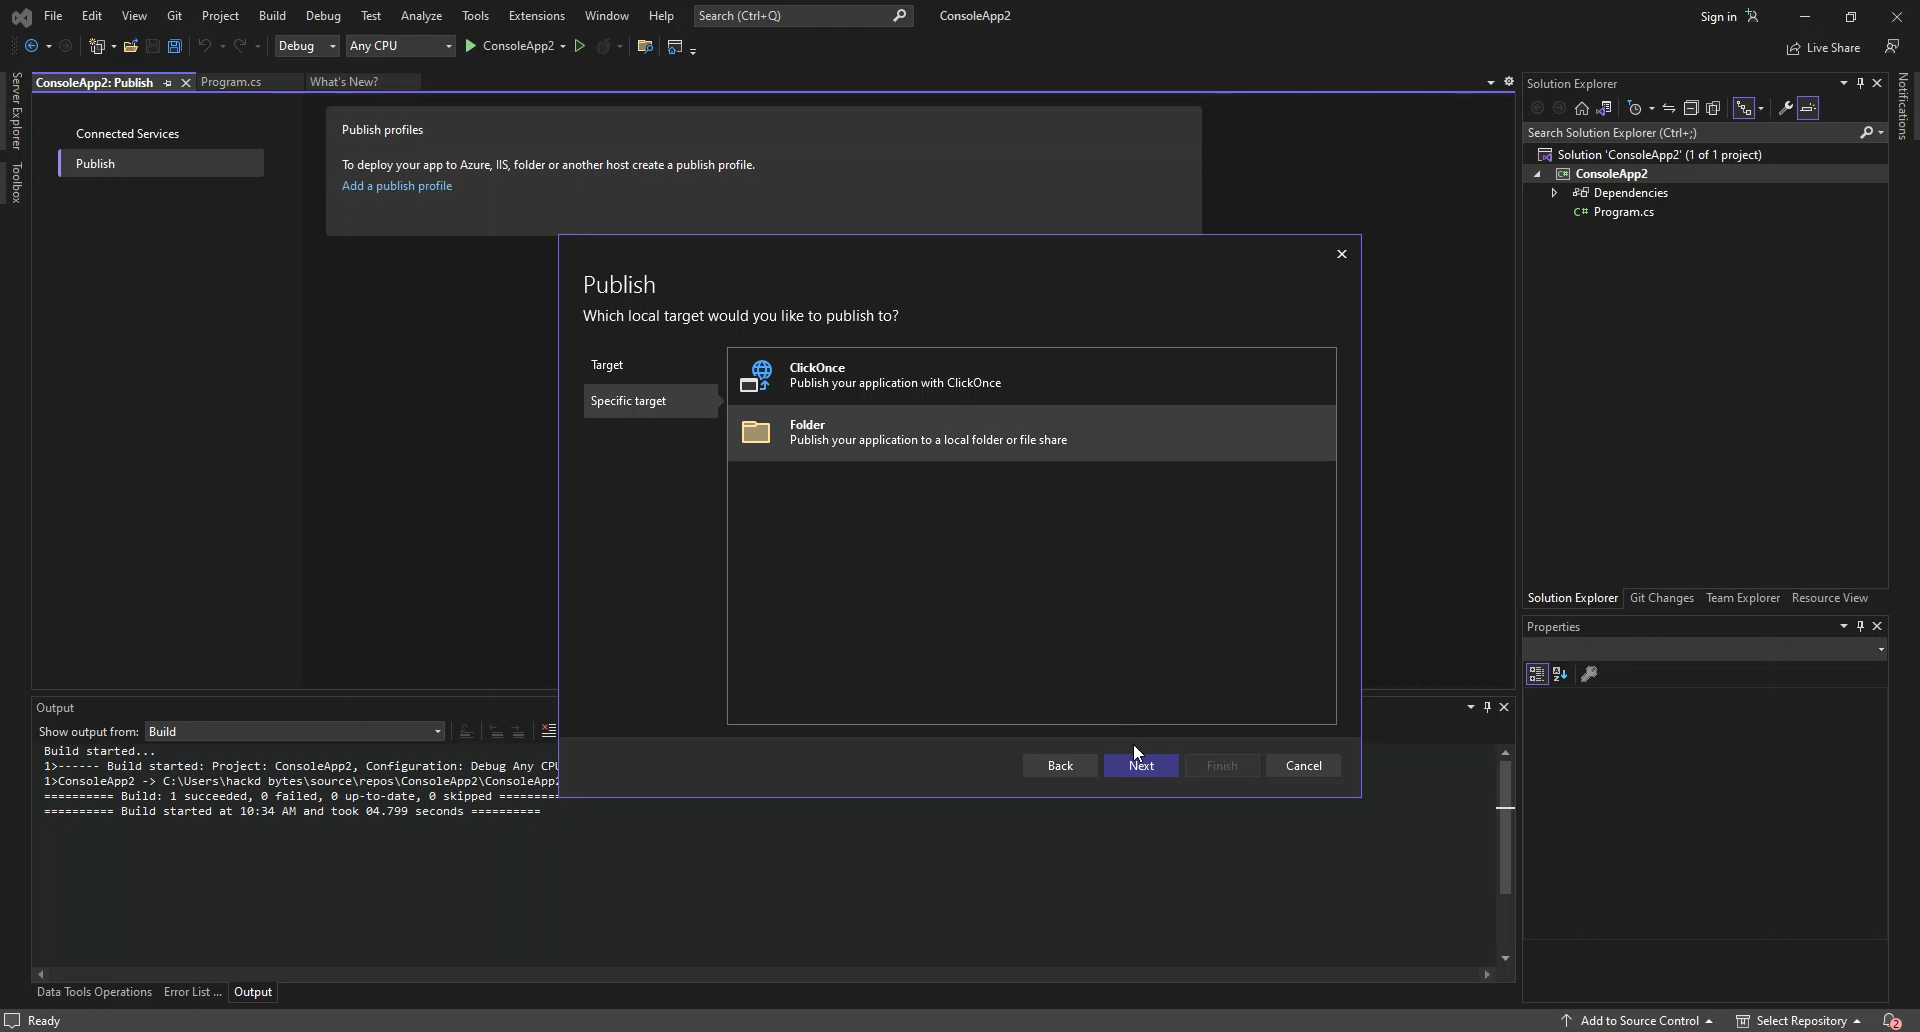 File Edit View Git Project Build Debug Test Analyze Tools Extensions Window Help Search (Ctrl+Q) ConsoleApp2 Sign in
Debug Any CPU ConsoleApp2 Live Share
ConsoleApp2: Publish Program.cs What's New?
Server Explorer
Toolbox
Notifications
Connected Services
Publish
Publish profiles
To deploy your app to Azure, IIS, folder or another host create a publish profile.
Add a publish profile
Publish
Which local target would you like to publish to?
Target
Specific target
ClickOnce
Publish your application with ClickOnce
Folder
Publish your application to a local folder or file share
Back Next Finish Cancel
Solution Explorer
Search Solution Explorer (Ctrl+;)
Solution 'ConsoleApp2' (1 of 1 project)
C# ConsoleApp2
Dependencies
C# Program.cs
Solution Explorer Git Changes Team Explorer Resource View
Properties
Output
Show output from: Build
Build started...
1>------ Build started: Project: ConsoleApp2, Configuration: Debug Any CPU
1>ConsoleApp2 -> C:\Users\hackd bytes\source\repos\ConsoleApp2\ConsoleApp2
========== Build: 1 succeeded, 0 failed, 0 up-to-date, 0 skipped ==========
========== Build started at 10:34 AM and took 04.799 seconds ==========
Data Tools Operations Error List ... Output
Ready Add to Source Control Select Repository 2